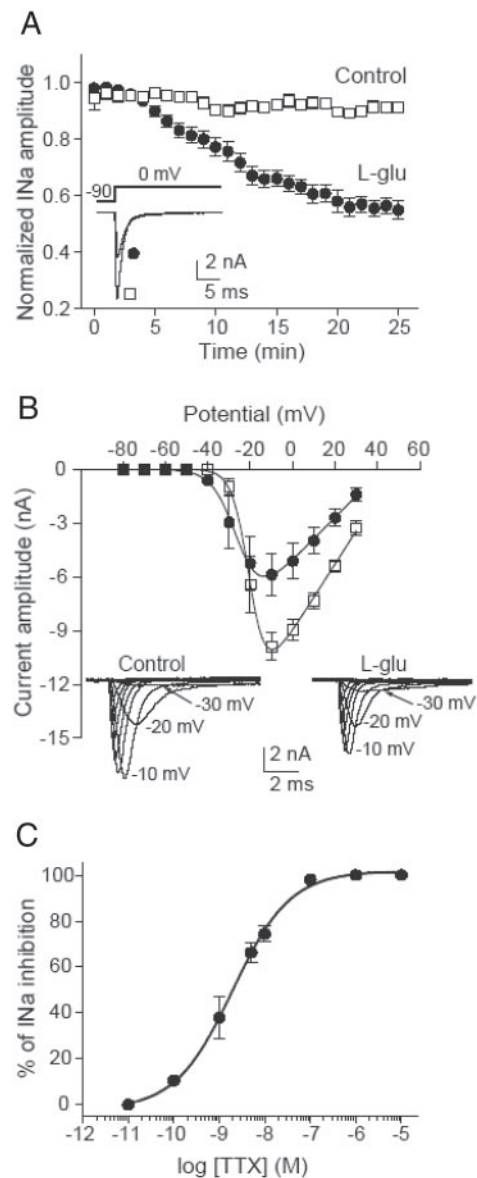 A
Normalized INa amplitude
1.0
0.8
0.6
0.4
0.2
Control
L-glu
-90
0 mV
2 nA
5 ms
0 5 10 15 20 25
Time (min)
B
Potential (mV)
-80 -60 -40 -20 0 20 40 60
Current amplitude (nA)
0
-3
-6
-9
-12
-15
Control
L-glu
-30 mV
-20 mV
-10 mV
-30 mV
-20 mV
-10 mV
2 nA
2 ms
C
% of INa inhibition
100
80
60
40
20
0
-12 -11 -10 -9 -8 -7 -6 -5
log [TTX] (M)